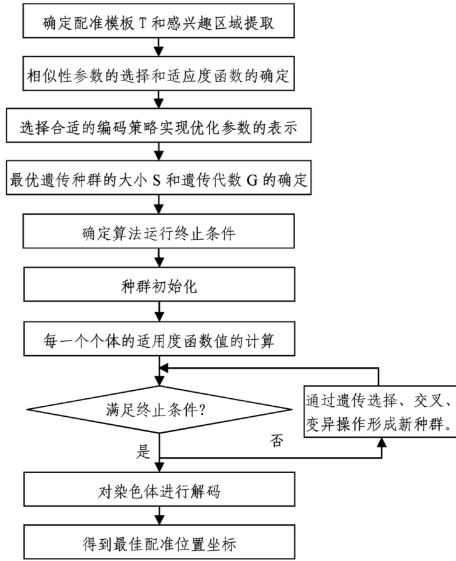 确定配准模板 T 和感兴趣区域提取
相似性参数的选择和适应度函数的确定
选择合适的编码策略实现优化参数的表示
最优遗传种群的大小 S 和遗传代数 G 的确定
确定算法运行终止条件
种群初始化
每一个个体的适用度函数值的计算
满足终止条件？
通过遗传选择、交叉、
变异操作形成新种群。
是
否
对染色体进行解码
得到最佳配准位置坐标